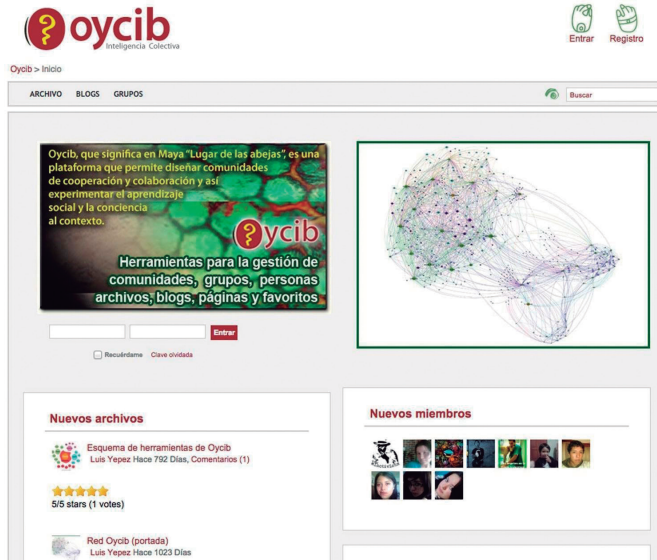 oycib
Inteligencia Colectiva
Entrar
Registro
Oycib > Inicio
ARCHIVO BLOGS GRUPOS
Buscar
Oycib, que significa en Maya "Lugar de las abejas", es una
plataforma que permite diseñar comunidades
de cooperación y colaboración y así
experimentar el aprendizaje
social y la conciencia
al contexto.
Oycib
Herramientas para la gestión de
comunidades, grupos, personas
archivos, blogs, páginas y favoritos
Entrar
Recuérdame Clave olvidada
Nuevos archivos
Esquema de herramientas de Oycib
Luis Yepez Hace 792 Días, Comentarios (1)
5/5 stars (1 votes)
Red Oycib (portada)
Luis Yepez Hace 1023 Días
Nuevos miembros